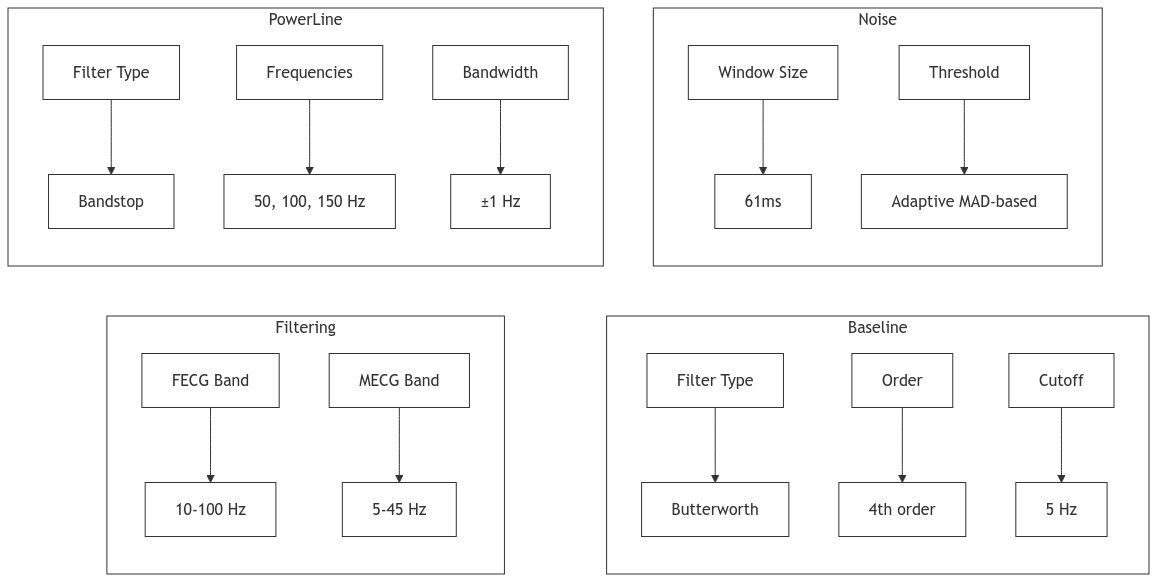 PowerLine
Filter Type
Frequencies
Bandwidth
Bandstop
50, 100, 150 Hz
±1 Hz
Noise
Window Size
Threshold
61ms
Adaptive MAD-based
Filtering
FECG Band
MECG Band
10-100 Hz
5-45 Hz
Baseline
Filter Type
Order
Cutoff
Butterworth
4th order
5 Hz